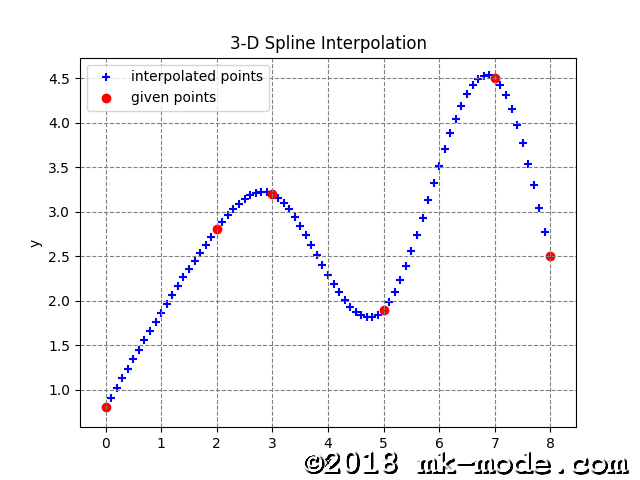 3-D Spline Interpolation
interpolated points
given points
4.5
4.0
3.5
3.0
2.5
2.0
1.5
1.0
y
0 1 2 3 4 5 6 7 8
©2018 mk-mode.com